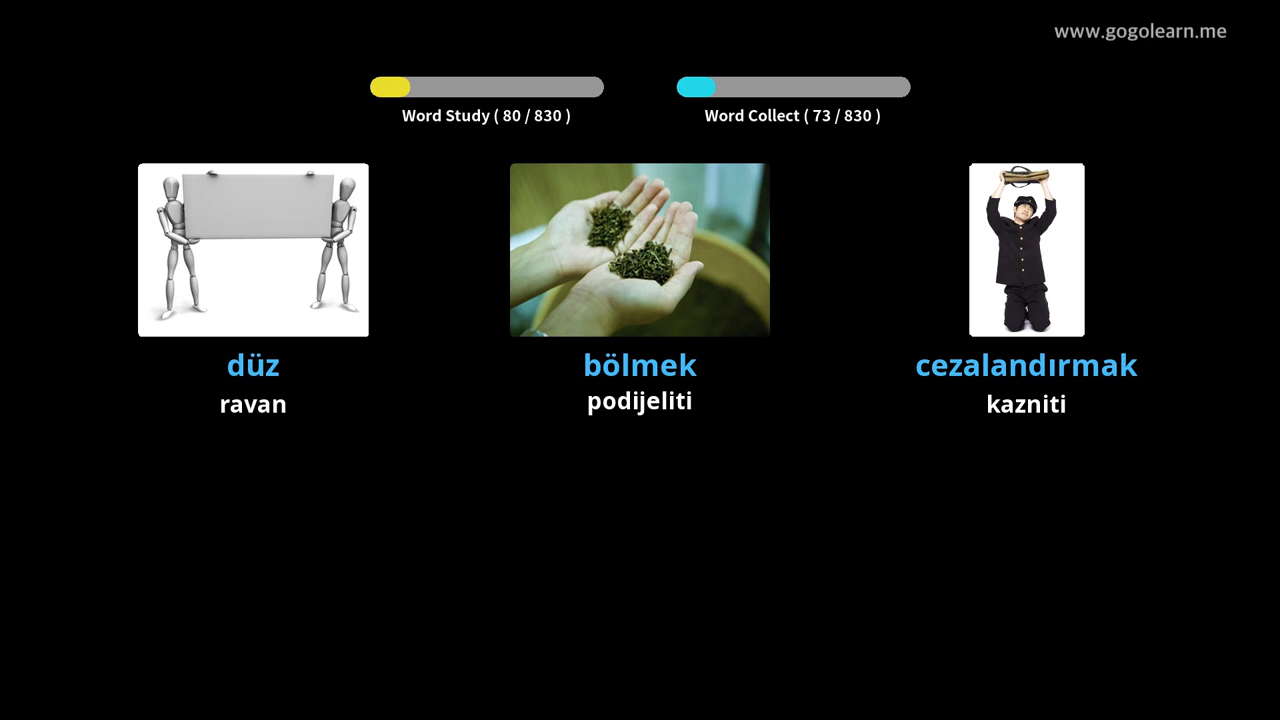 www.gogolearn.me
Word Study ( 80 / 830 )
Word Collect ( 73 / 830 )
düz
bölmek
cezalandırmak
ravan
podijeliti
kazniti